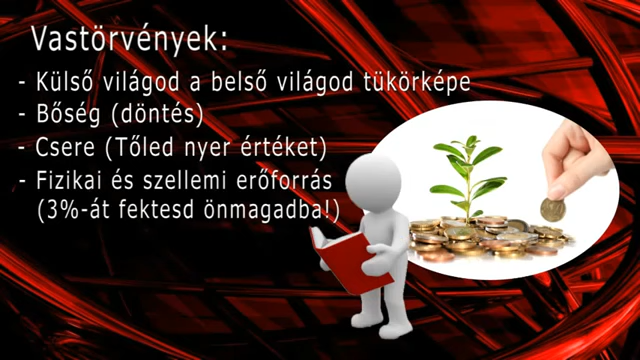 Vastörvények:
- Külső világod a belső világod tükörképe
- Bőség (döntés)
- Csere (Tőled nyer értéket)
- Fizikai és szellemi erőforrás
(3%-át fektesd önmagadba!)